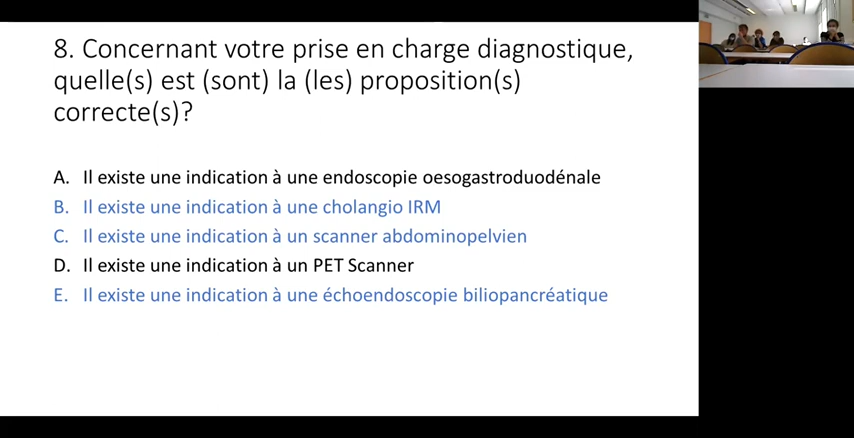 8. Concernant votre prise en charge diagnostique,
quelle(s) est (sont) la (les) proposition(s)
correcte(s)?
A. Il existe une indication à une endoscopie oesogastroduodénale
B. Il existe une indication à une cholangio IRM
C. Il existe une indication à un scanner abdominopelvien
D. Il existe une indication à un PET Scanner
E. Il existe une indication à une échoendoscopie biliopancréatique